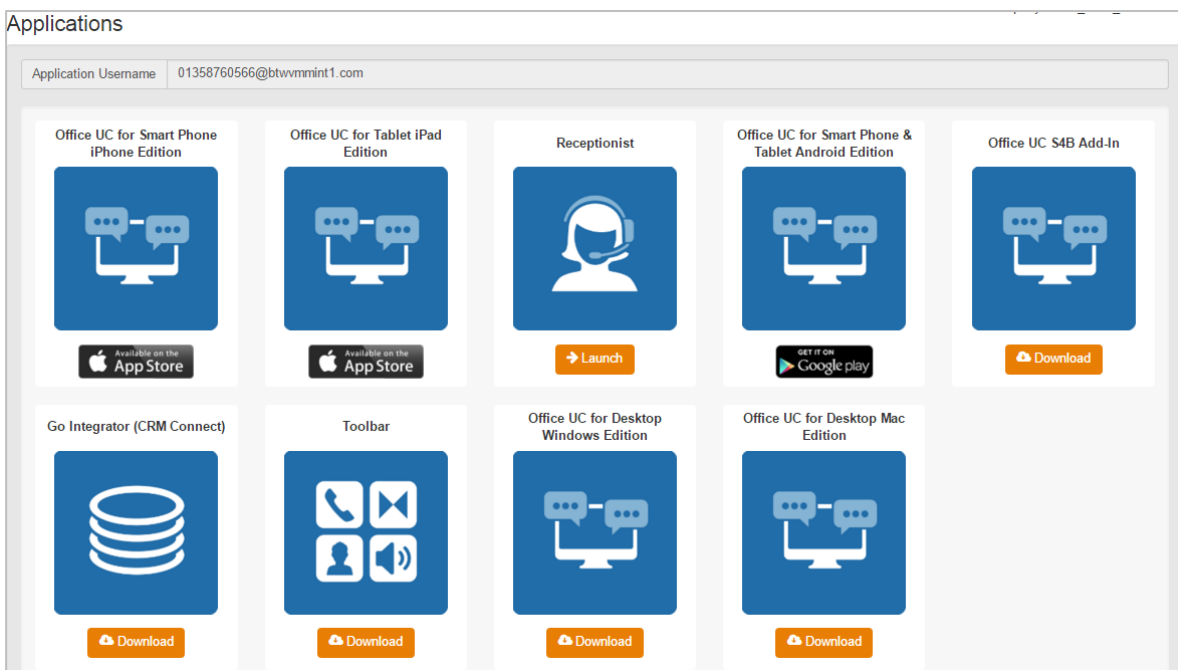 Applications
Application Username 01358760566@btwvmmint1.com
Office UC for Smart Phone
iPhone Edition
Office UC for Tablet iPad
Edition
Receptionist
Office UC for Smart Phone &
Tablet Android Edition
Office UC S4B Add-In
Available on the
App Store
Available on the
App Store
Launch
GET IT ON
Google play
Download
Go Integrator (CRM Connect)
Toolbar
Office UC for Desktop
Windows Edition
Office UC for Desktop Mac
Edition
Download
Download
Download
Download